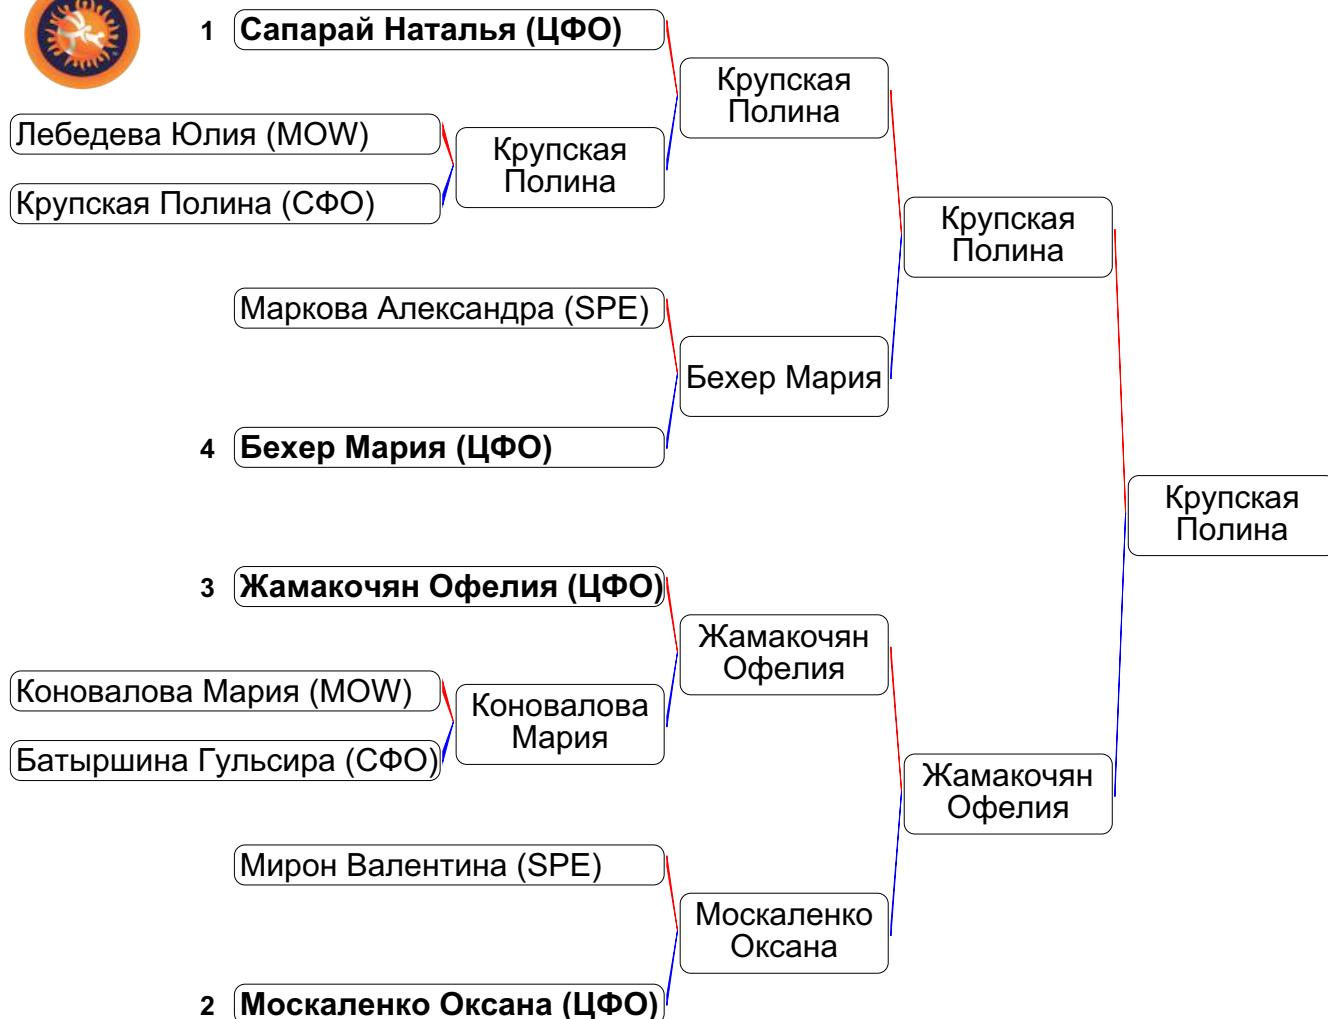 1 Сапарай Наталья (ЦФО)
Крупская
Полина
Лебедева Юлия (MOW)
Крупская
Полина
Крупская Полина (СФО)
Крупская
Полина
Маркова Александра (SPE)
Бехер Мария
4 Бехер Мария (ЦФО)
Крупская
Полина
3 Жамакочян Офелия (ЦФО)
Жамакочян
Офелия
Коновалова Мария (MOW)
Коновалова
Мария
Батыршина Гульсира (СФО)
Жамакочян
Офелия
Мирон Валентина (SPE)
Москаленко
Оксана
2 Москаленко Оксана (ЦФО)